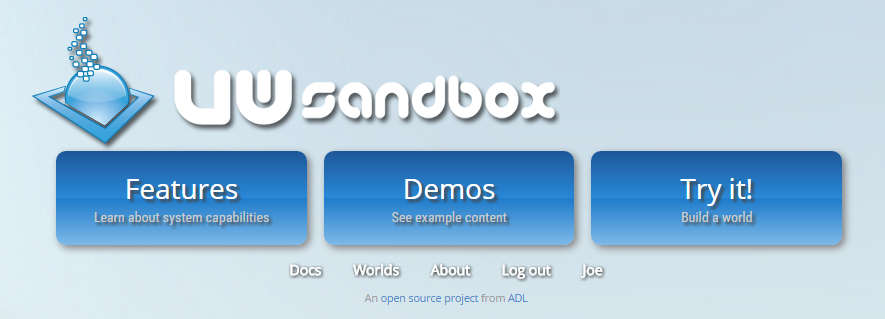 VW sandbox
Features
Learn about system capabilities
Demos
See example content
Try it!
Build a world
Docs Worlds About Log out Joe
An open source project from ADL